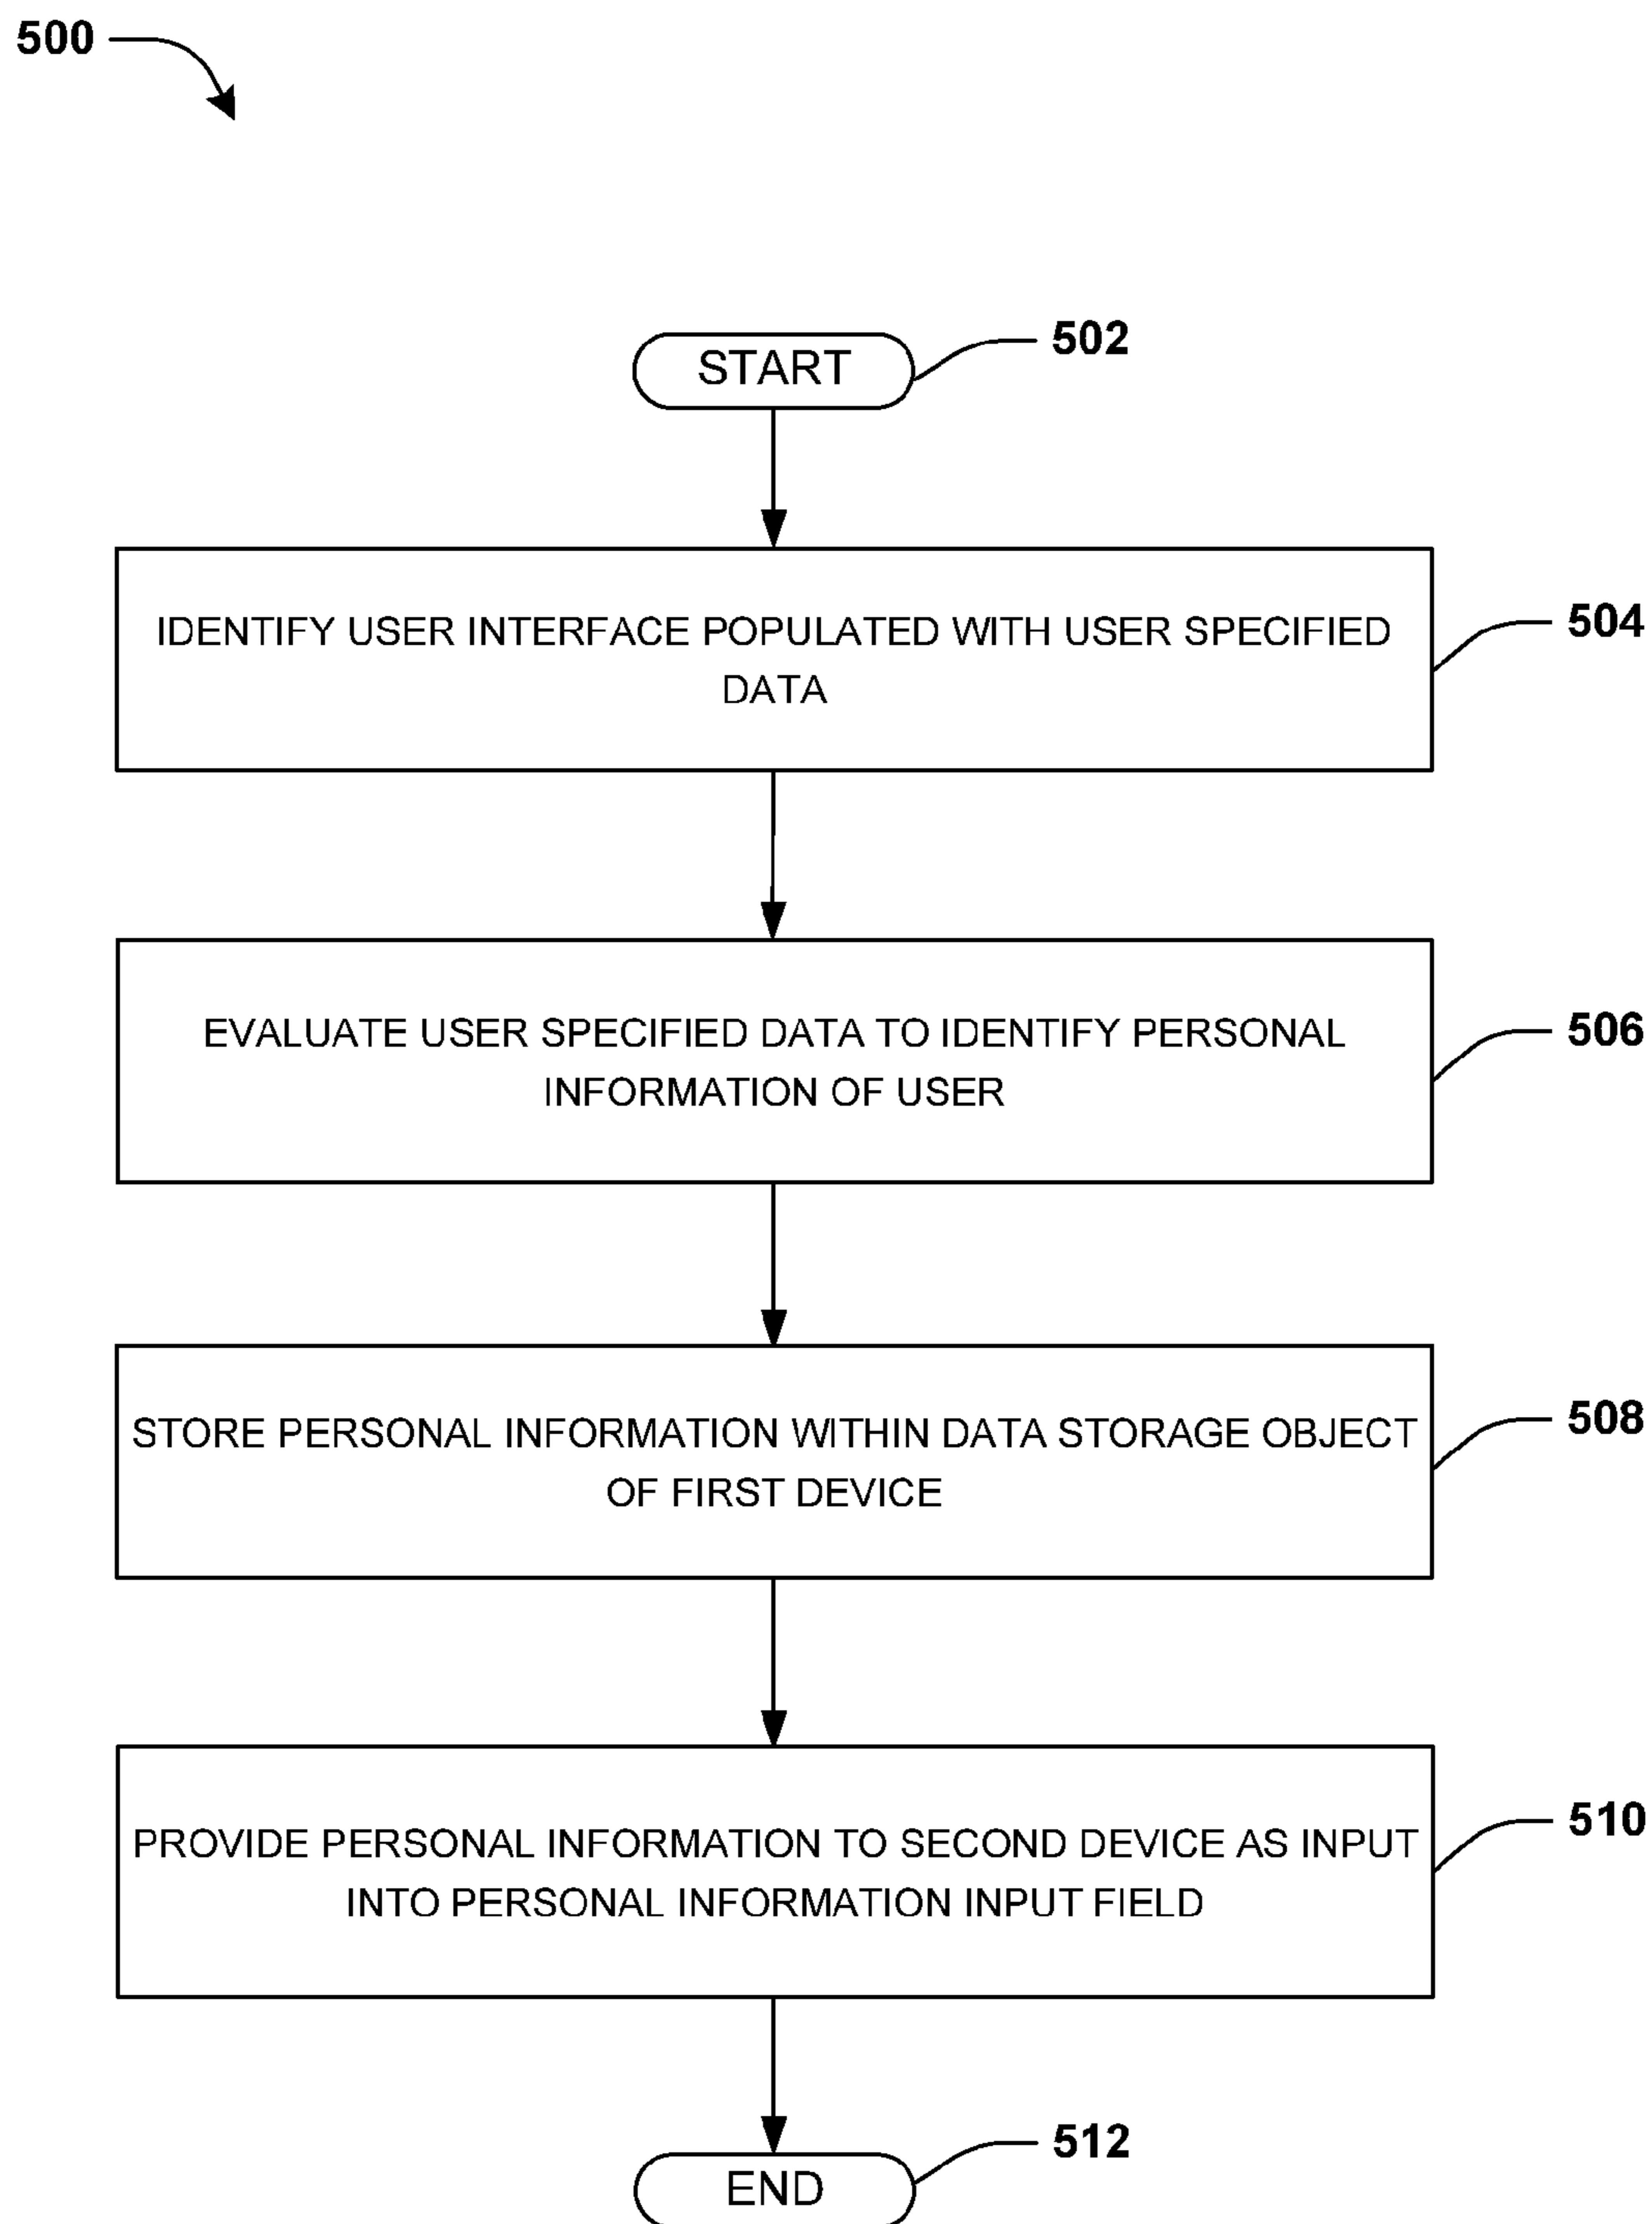 500
START
502
IDENTIFY USER INTERFACE POPULATED WITH USER SPECIFIED
DATA
504
EVALUATE USER SPECIFIED DATA TO IDENTIFY PERSONAL
INFORMATION OF USER
506
STORE PERSONAL INFORMATION WITHIN DATA STORAGE OBJECT
OF FIRST DEVICE
508
PROVIDE PERSONAL INFORMATION TO SECOND DEVICE AS INPUT
INTO PERSONAL INFORMATION INPUT FIELD
510
END
512